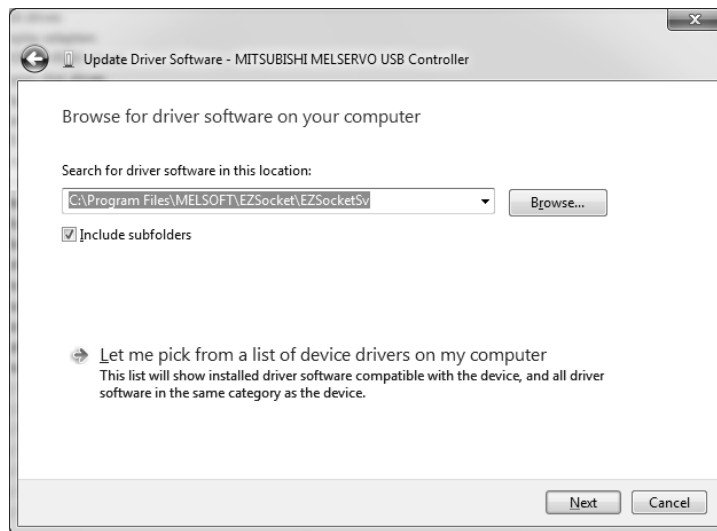 Update Driver Software - MITSUBISHI MELSERVO USB Controller
Browse for driver software on your computer
Search for driver software in this location:
C:\Program Files\MELSOFT\EZSocket\EZSocketSv
Browse...
Include subfolders
Let me pick from a list of device drivers on my computer
This list will show installed driver software compatible with the device, and all driver
software in the same category as the device.
Next
Cancel